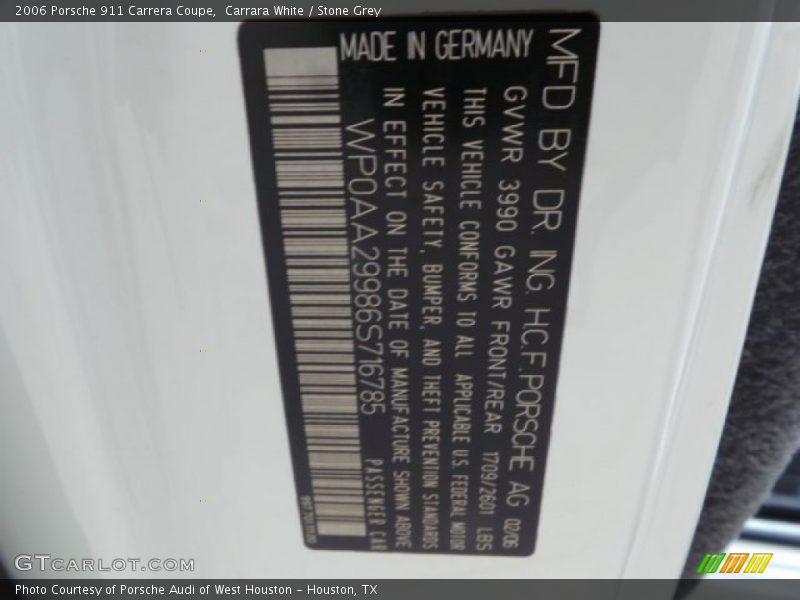 2006 Porsche 911 Carrera Coupe,  Carrara White / Stone Grey
MFD BY DR. ING. H.C.F. PORSCHE AG 02/06
GVWR 3990 GAWR FRONT/REAR 1709/2601 LBS
THIS VEHICLE CONFORMS TO ALL APPLICABLE U.S. FEDERAL MOTOR
VEHICLE SAFETY, BUMPER, AND THEFT PREVENTION STANDARDS
IN EFFECT ON THE DATE OF MANUFACTURE SHOWN ABOVE
MADE IN GERMANY
WP0AA29986S716785
PASSENGER CAR
GTCarLot.com
Photo Courtesy of Porsche Audi of West Houston - Houston, TX